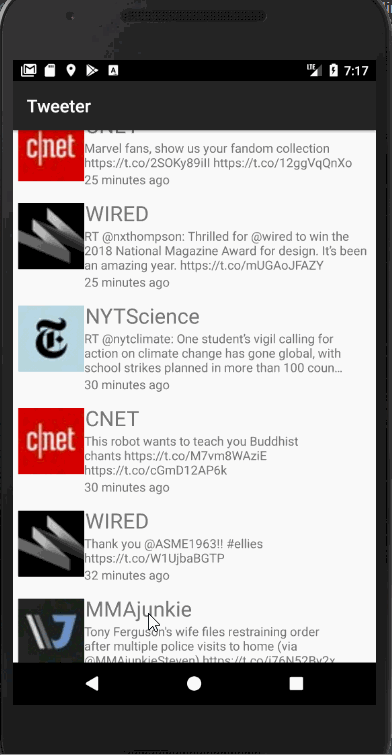 LTE 7:17
Tweeter
CNET
c|net
Marvel fans, show us your fandom collection
https://t.co/2SOKy89iII https://t.co/12ggVqQnXo
25 minutes ago
WIRED
RT @nxthompson: Thrilled for @wired to win the
2018 National Magazine Award for design. It's been
an amazing year. https://t.co/mUGAoJFAZY
25 minutes ago
NYTScience
RT @nytclimate: One student's vigil calling for
action on climate change has gone global, with
school strikes planned in more than 100 coun…
30 minutes ago
CNET
c|net
This robot wants to teach you Buddhist
chants https://t.co/M7vm8WAziE
https://t.co/cGmD12AP6k
30 minutes ago
WIRED
Thank you @ASME1963!! #ellies
https://t.co/W1UjbaBGTP
32 minutes ago
MMAjunkie
Tony Ferguson's wife files restraining order
after multiple police visits to home (via
@MMAjunkieSteven) https://t.co/i76N52By2x